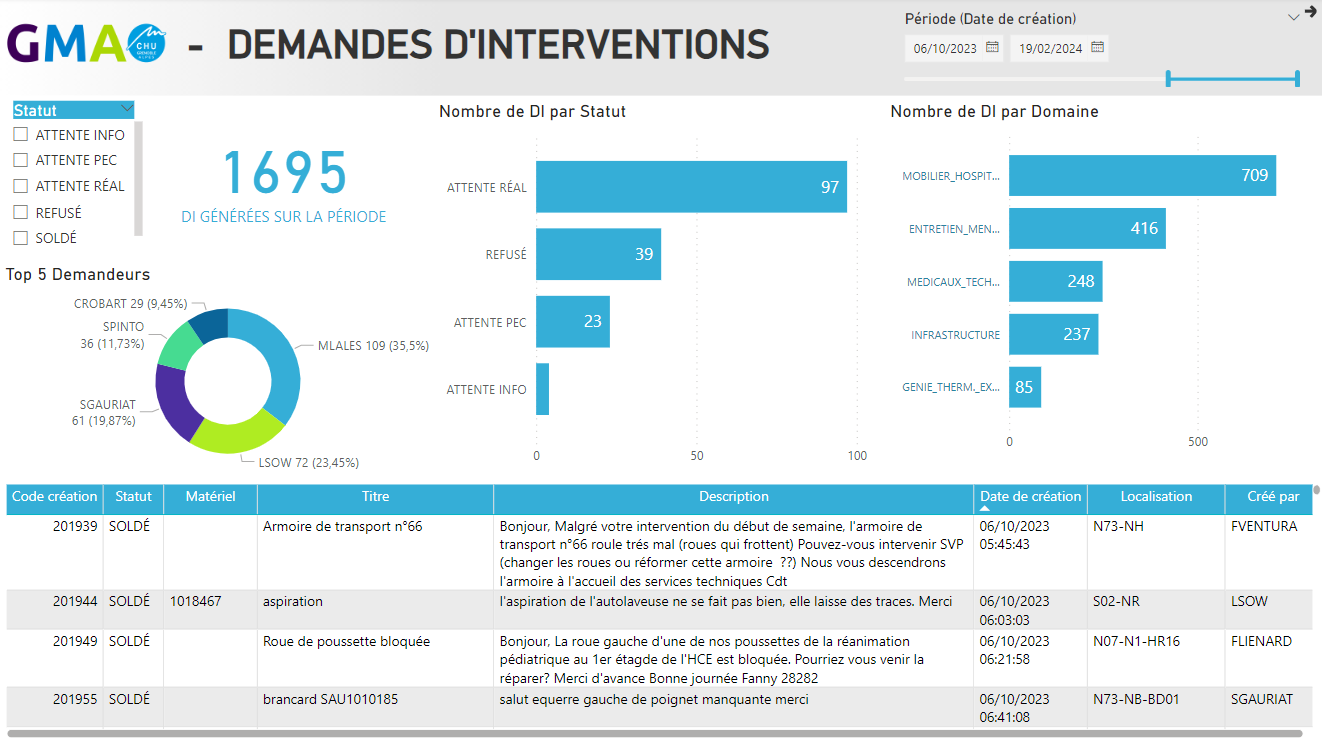 GMAO CHU GRENOBLE ALPES - DEMANDES D'INTERVENTIONS
Période (Date de création)
06/10/2023 19/02/2024
Statut
ATTENTE INFO
ATTENTE PEC
ATTENTE RÉAL
REFUSÉ
SOLDÉ
1695
DI GÉNÉRÉES SUR LA PÉRIODE
Top 5 Demandeurs
CROBART 29 (9,45%)
SPINTO
36 (11,73%)
MLALES 109 (35,5%)
SGAURIAT
61 (19,87%)
LSOW 72 (23,45%)
Nombre de DI par Statut
ATTENTE RÉAL 97
REFUSÉ 39
ATTENTE PEC 23
ATTENTE INFO
0 50 100
Nombre de DI par Domaine
MOBILIER_HOSPIT... 709
ENTRETIEN_MEN... 416
MEDICAUX_TECH... 248
INFRASTRUCTURE 237
GENIE_THERM._EX... 85
0 500
Code création Statut Matériel Titre Description Date de création Localisation Créé par
201939 SOLDÉ Armoire de transport n°66 Bonjour, Malgré votre intervention du début de semaine, l'armoire de 06/10/2023 N73-NH FVENTURA
transport n°66 roule trés mal (roues qui frottent) Pouvez-vous intervenir SVP 05:45:43
(changer les roues ou réformer cette armoire ??) Nous vous descendrons
l'armoire à l'accueil des services techniques Cdt
201944 SOLDÉ 1018467 aspiration l'aspiration de l'autolaveuse ne se fait pas bien, elle laisse des traces. Merci 06/10/2023 S02-NR LSOW
06:03:03
201949 SOLDÉ Roue de poussette bloquée Bonjour, La roue gauche d'une de nos poussettes de la réanimation 06/10/2023 N07-N1-HR16 FLIENARD
pédiatrique au 1er étagde de l'HCE est bloquée. Pourriez vous venir la 06:21:58
réparer? Merci d'avance Bonne journée Fanny 28282
201955 SOLDÉ brancard SAU1010185 salut equerre gauche de poignet manquante merci 06/10/2023 N73-NB-BD01 SGAURIAT
06:41:08